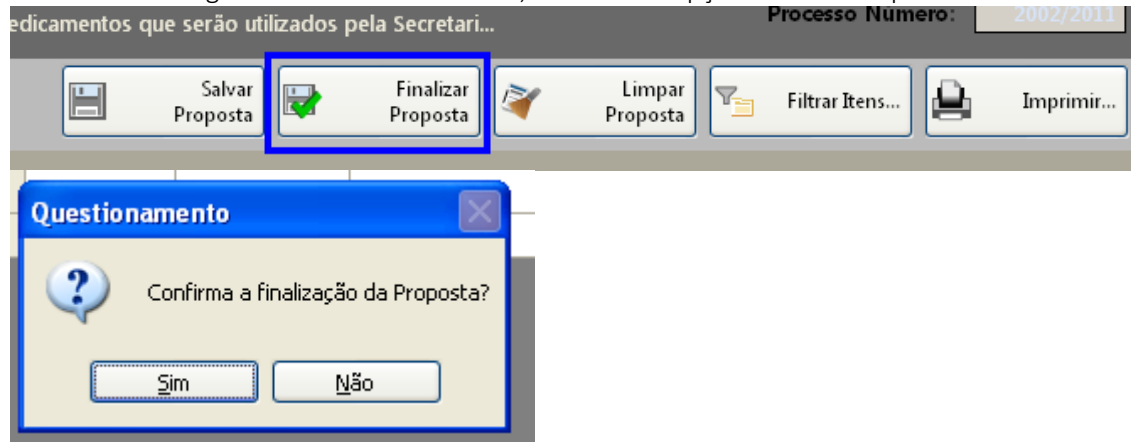 edicamentos que serão utilizados pela Secretari...
Processo Número: 2002/2011
Salvar
Proposta
Finalizar
Proposta
Limpar
Proposta
Filtrar Itens...
Imprimir...
Questionamento
Confirma a finalização da Proposta?
Sim
Não